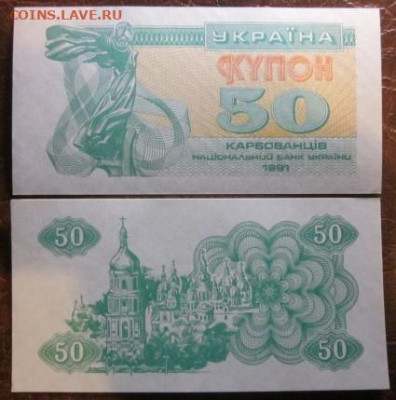 COINS.LAVE.RU
УКРАЇНА
КУПОН
50
КАРБОВАНЦІВ
НАЦІОНАЛЬНИЙ БАНК УКРАЇНИ
1991
50 50
50 50